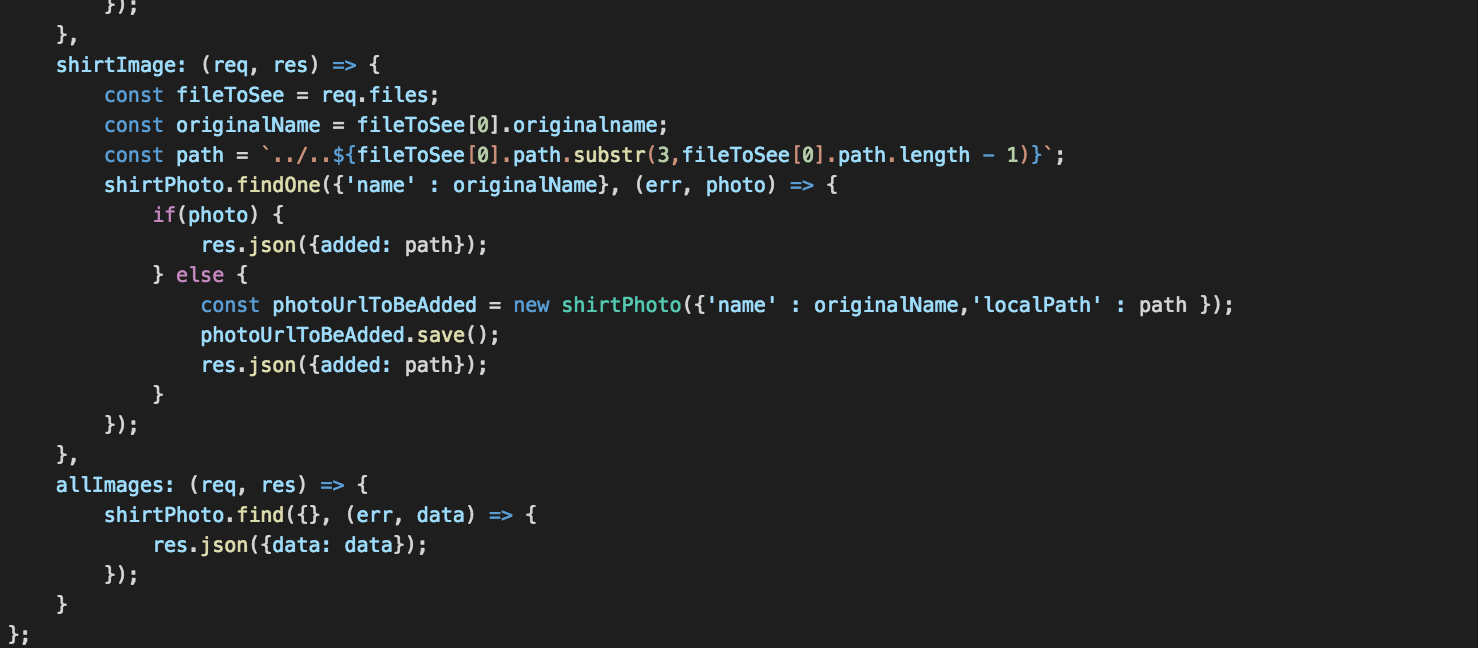 });
},
shirtImage: (req, res) => {
const fileToSee = req.files;
const originalName = fileToSee[0].originalname;
const path = `../..${fileToSee[0].path.substr(3,fileToSee[0].path.length - 1)}`;
shirtPhoto.findOne({'name' : originalName}, (err, photo) => {
if(photo) {
res.json({added: path});
} else {
const photoUrlToBeAdded = new shirtPhoto({'name' : originalName,'localPath' : path });
photoUrlToBeAdded.save();
res.json({added: path});
}
});
},
allImages: (req, res) => {
shirtPhoto.find({}, (err, data) => {
res.json({data: data});
});
}
};